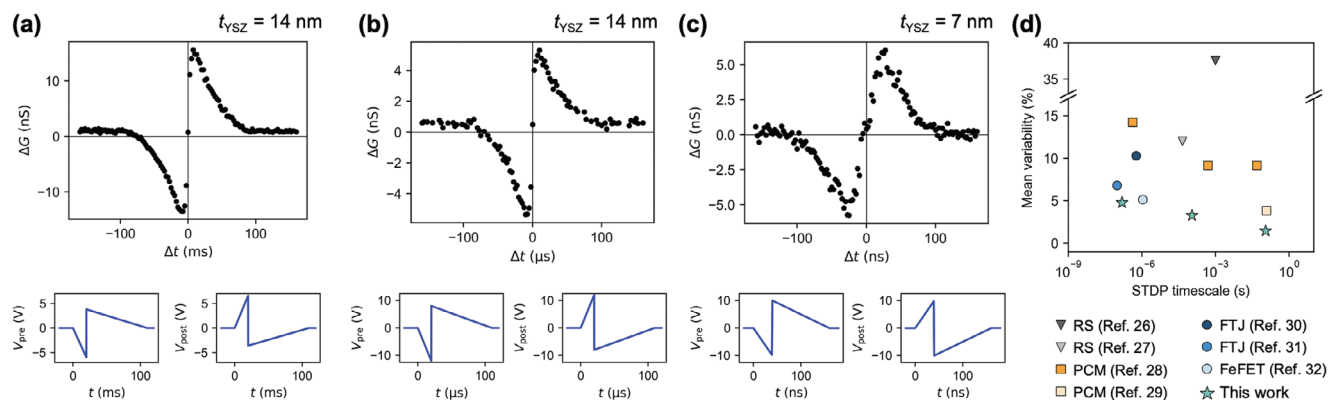 (a)
t_YSZ = 14 nm
ΔG (nS)
10
0
−10
−100
0
100
Δt (ms)
V_pre (V)
5
0
−5
0
100
t (ms)
V_post (V)
5
0
−5
0
100
t (ms)
(b)
t_YSZ = 14 nm
ΔG (nS)
4
2
0
−2
−4
−100
0
100
Δt (μs)
V_pre (V)
10
0
−10
0
100
t (μs)
V_post (V)
10
0
−10
0
100
t (μs)
(c)
t_YSZ = 7 nm
ΔG (nS)
5.0
2.5
0.0
−2.5
−5.0
−100
0
100
Δt (ns)
V_pre (V)
10
0
−10
0
100
t (ns)
V_post (V)
10
0
−10
0
100
t (ns)
(d)
Mean variability (%)
40
35
15
10
5
0
10⁻⁹
10⁻⁶
10⁻³
10⁰
STDP timescale (s)
RS (Ref. 26)
RS (Ref. 27)
PCM (Ref. 28)
PCM (Ref. 29)
FTJ (Ref. 30)
FTJ (Ref. 31)
FeFET (Ref. 32)
This work